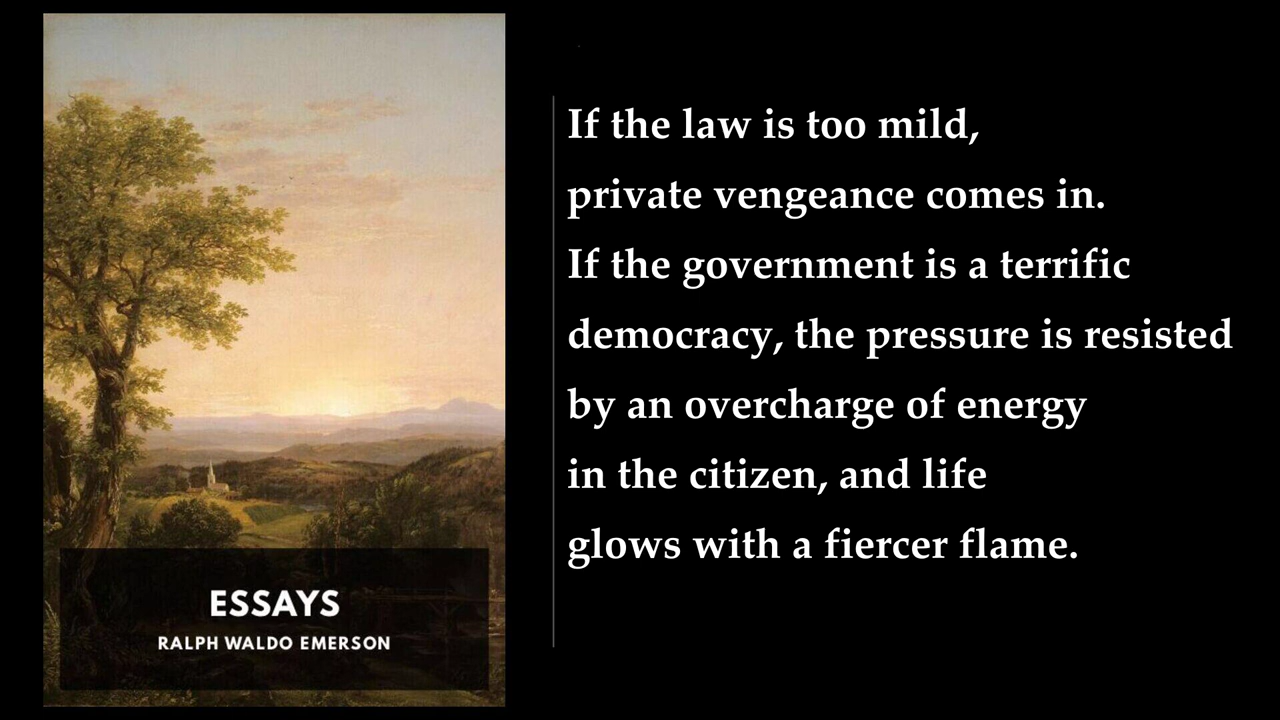 If the law is too mild,
private vengeance comes in.
If the government is a terrific
democracy, the pressure is resisted
by an overcharge of energy
in the citizen, and life
glows with a fiercer flame.
ESSAYS
RALPH WALDO EMERSON